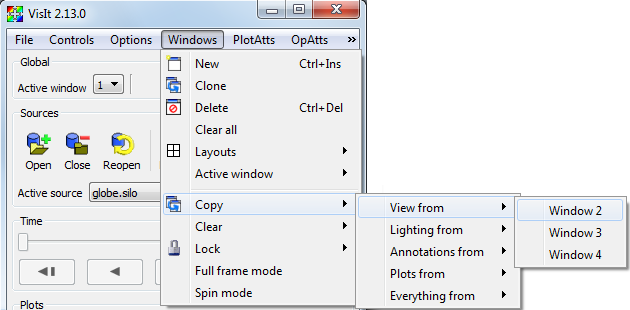 VisIt 2.13.0
File Controls Options Windows PlotAtts OpAtts »
Global
Active window 1
Sources
Open Close Reopen
Active source globe.silo
Time
Plots
New Ctrl+Ins
Clone
Delete Ctrl+Del
Clear all
Layouts
Active window
Copy
Clear
Lock
Full frame mode
Spin mode
View from
Lighting from
Annotations from
Plots from
Everything from
Window 2
Window 3
Window 4